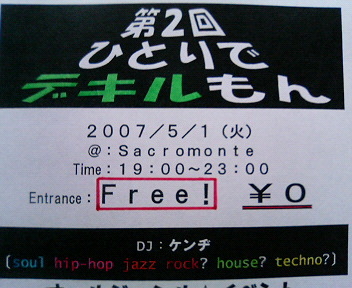 第2回
ひとりで
デキルもん
2007/5/1(火)
@:Sacromonte
Time:19:00~23:00
Entrance: Free! ¥0
DJ:ケンヂ
(soul hip-hop jazz rock? house? techno?)